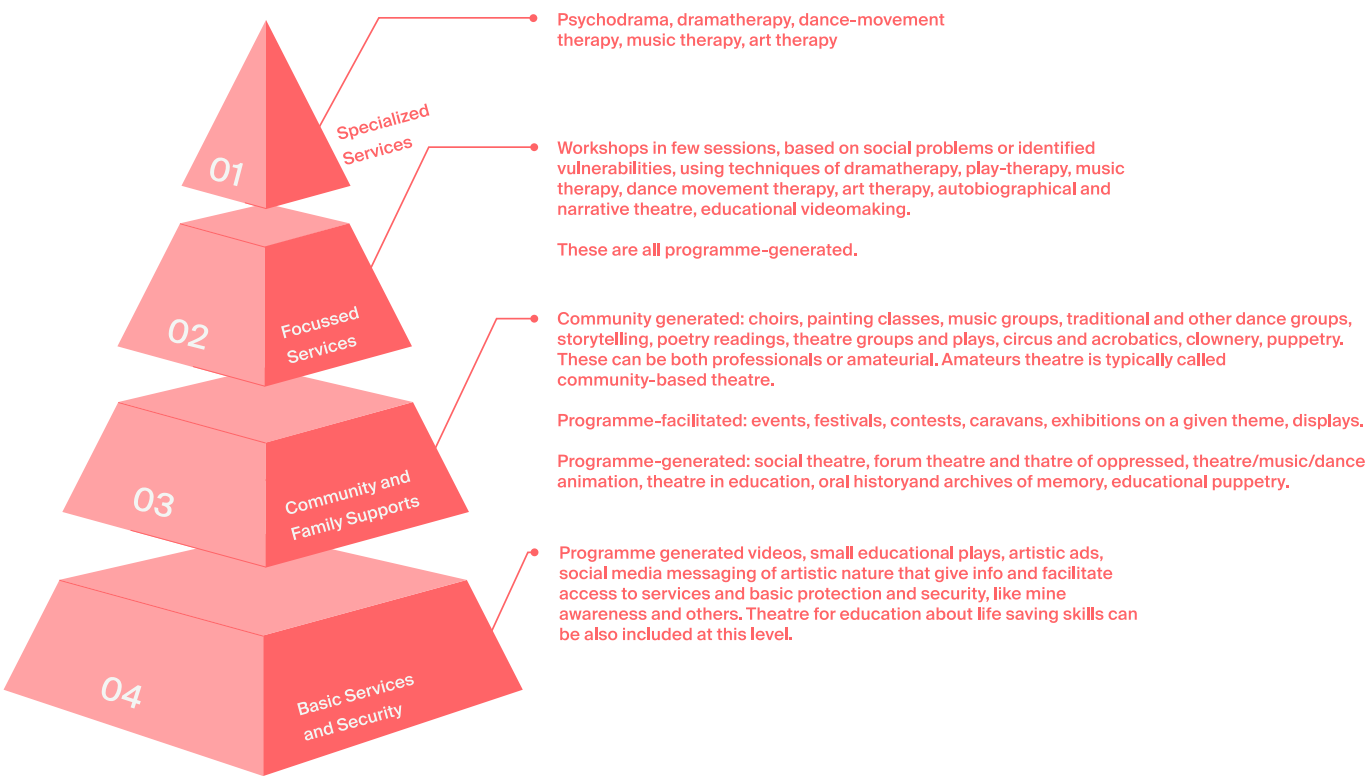 Psychodrama, dramatherapy, dance-movement
therapy, music therapy, art therapy
Specialized
Services
01
Workshops in few sessions, based on social problems or identified
vulnerabilities, using techniques of dramatherapy, play-therapy, music
therapy, dance movement therapy, art therapy, autobiographical and
narrative theatre, educational videomaking.
These are all programme-generated.
02
Focussed
Services
Community generated: choirs, painting classes, music groups, traditional and other dance groups,
storytelling, poetry readings, theatre groups and plays, circus and acrobatics, clownery, puppetry.
These can be both professionals or amateurial. Amateurs theatre is typically called
community-based theatre.
Programme-facilitated: events, festivals, contests, caravans, exhibitions on a given theme, displays.
Programme-generated: social theatre, forum theatre and thatre of oppressed, theatre/music/dance
animation, theatre in education, oral historyand archives of memory, educational puppetry.
03
Community and
Family Supports
Programme generated videos, small educational plays, artistic ads,
social media messaging of artistic nature that give info and facilitate
access to services and basic protection and security, like mine
awareness and others. Theatre for education about life saving skills can
be also included at this level.
04
Basic Services
and Security